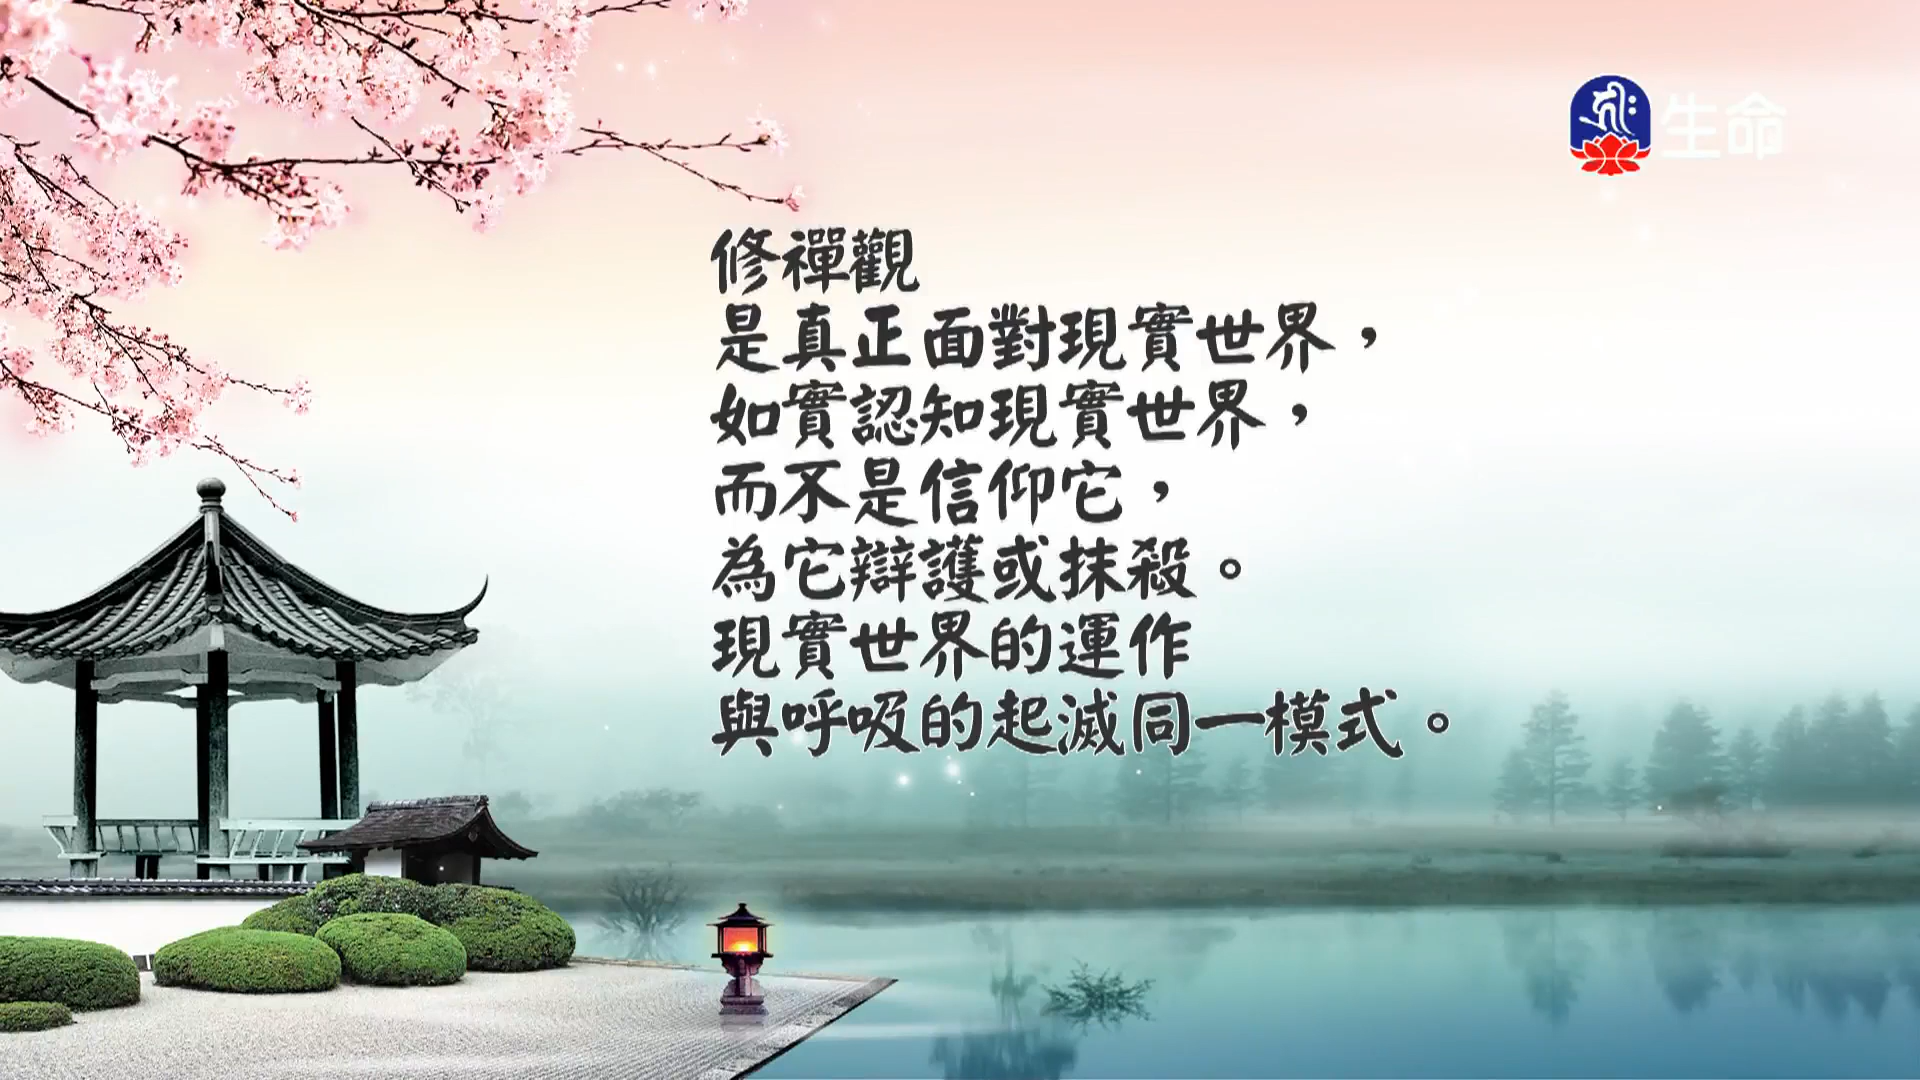 生命
修禪觀
是真正面對現實世界，
如實認知現實世界，
而不是信仰它，
為它辯護或抹殺。
現實世界的運作
與呼吸的起滅同一模式。